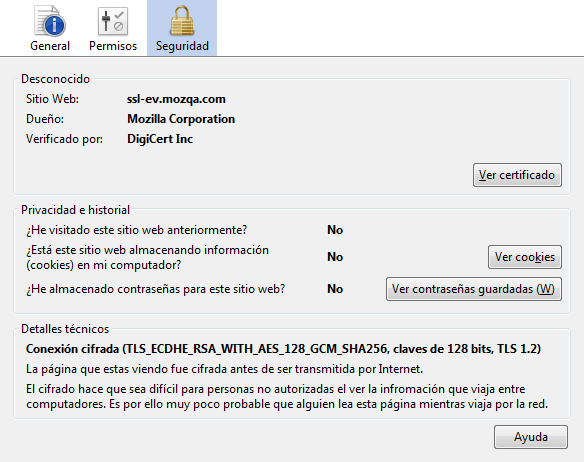 General Permisos Seguridad
Desconocido
Sitio Web: ssl-ev.mozqa.com
Dueño: Mozilla Corporation
Verificado por: DigiCert Inc
Ver certificado
Privacidad e historial
¿He visitado este sitio web anteriormente? No
¿Está este sitio web almacenando información
(cookies) en mi computador? No Ver cookies
¿He almacenado contraseñas para este sitio web? No Ver contraseñas guardadas (W)
Detalles técnicos
Conexión cifrada (TLS_ECDHE_RSA_WITH_AES_128_GCM_SHA256, claves de 128 bits, TLS 1.2)
La página que estas viendo fue cifrada antes de ser transmitida por Internet.
El cifrado hace que sea difícil para personas no autorizadas el ver la infromación que viaja entre
computadores. Es por ello muy poco probable que alguien lea esta página mientras viaja por la red.
Ayuda